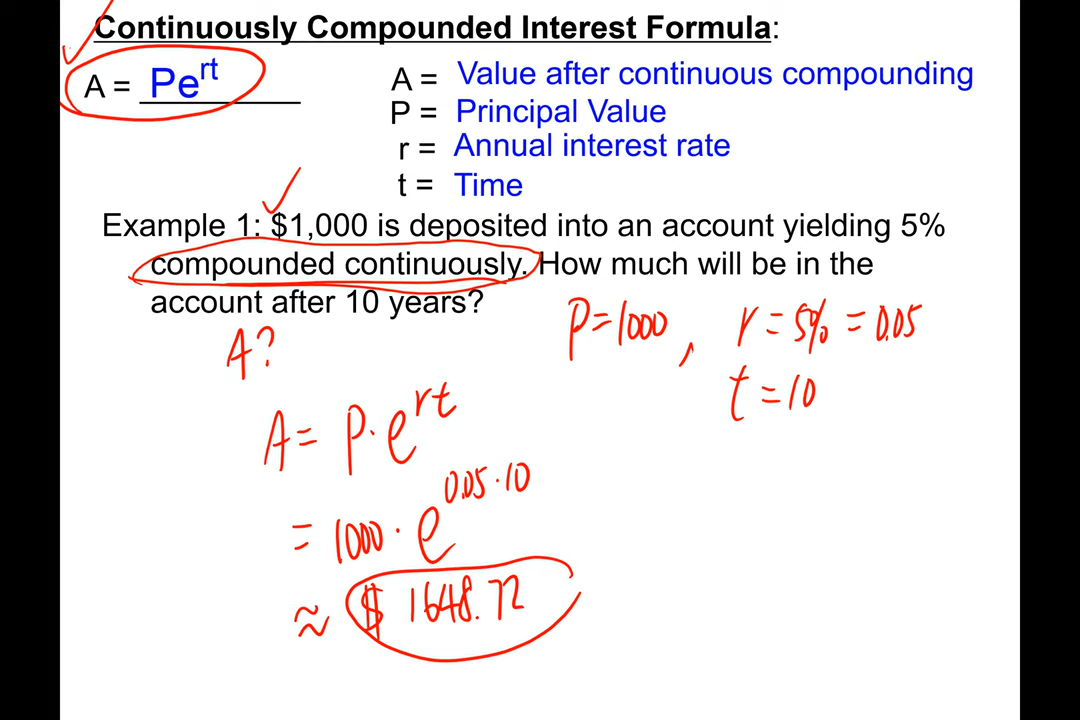 Continuously Compounded Interest Formula:
A = Pe^rt
A = Value after continuous compounding
P = Principal Value
r = Annual interest rate
t = Time
Example 1: $1,000 is deposited into an account yielding 5%
compounded continuously. How much will be in the
account after 10 years?
P=1000, r=5%=0.05
t=10
A?
A= P·e^rt
= 1000·e^0.05·10
≈ $1648.72